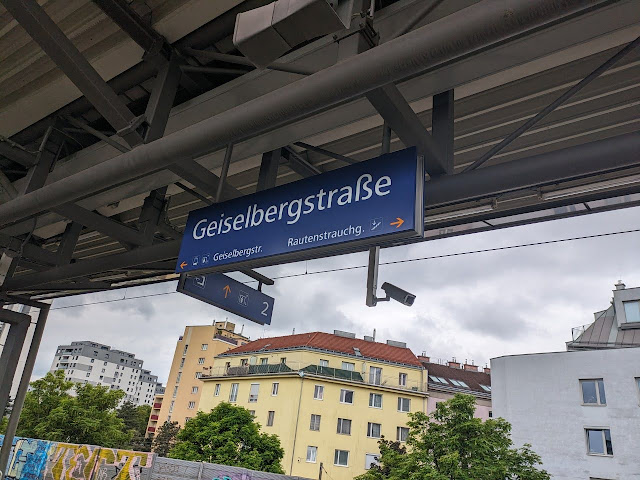 Geiselbergstraße
Geiselbergstr. Rautenstrauchg.
2